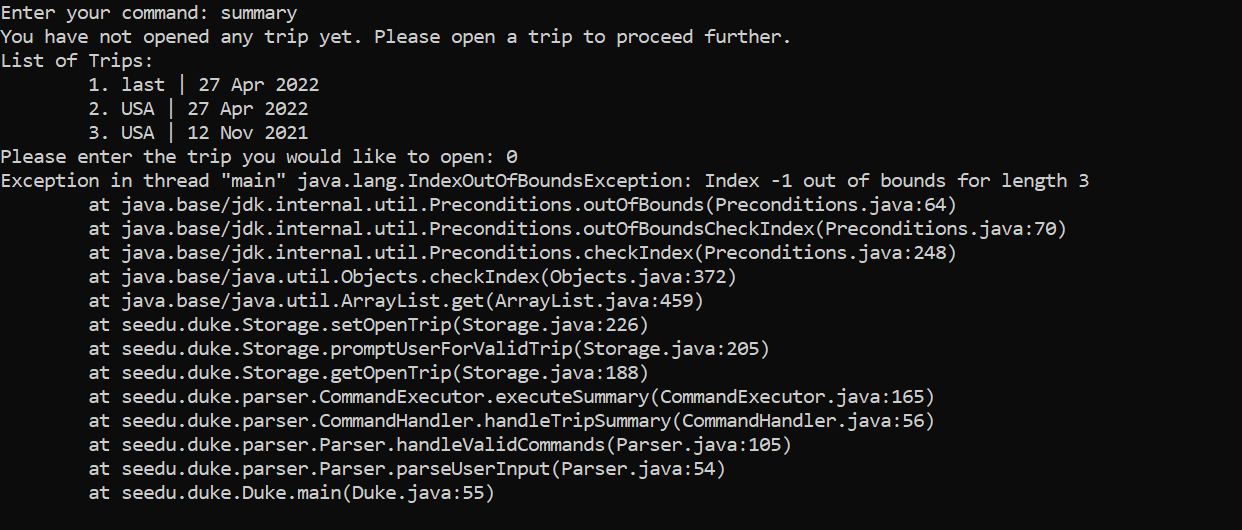 Enter your command: summary
You have not opened any trip yet. Please open a trip to proceed further.
List of Trips:
        1. last | 27 Apr 2022
        2. USA | 27 Apr 2022
        3. USA | 12 Nov 2021
Please enter the trip you would like to open: 0
Exception in thread "main" java.lang.IndexOutOfBoundsException: Index -1 out of bounds for length 3
        at java.base/jdk.internal.util.Preconditions.outOfBounds(Preconditions.java:64)
        at java.base/jdk.internal.util.Preconditions.outOfBoundsCheckIndex(Preconditions.java:70)
        at java.base/jdk.internal.util.Preconditions.checkIndex(Preconditions.java:248)
        at java.base/java.util.Objects.checkIndex(Objects.java:372)
        at java.base/java.util.ArrayList.get(ArrayList.java:459)
        at seedu.duke.Storage.setOpenTrip(Storage.java:226)
        at seedu.duke.Storage.promptUserForValidTrip(Storage.java:205)
        at seedu.duke.Storage.getOpenTrip(Storage.java:188)
        at seedu.duke.parser.CommandExecutor.executeSummary(CommandExecutor.java:165)
        at seedu.duke.parser.CommandHandler.handleTripSummary(CommandHandler.java:56)
        at seedu.duke.parser.Parser.handleValidCommands(Parser.java:105)
        at seedu.duke.parser.Parser.parseUserInput(Parser.java:54)
        at seedu.duke.Duke.main(Duke.java:55)